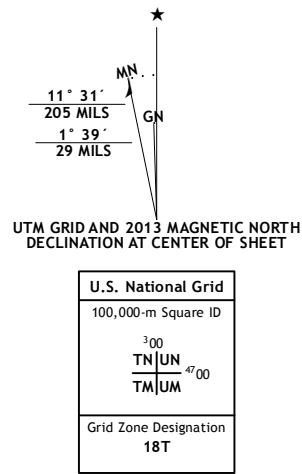 ★
MN
GN
11° 31´
205 MILS
1° 39´
29 MILS
UTM GRID AND 2013 MAGNETIC NORTH
DECLINATION AT CENTER OF SHEET
U.S. National Grid
100,000-m Square ID
³00
TN UN
⁴⁷00
TM UM
Grid Zone Designation
18T